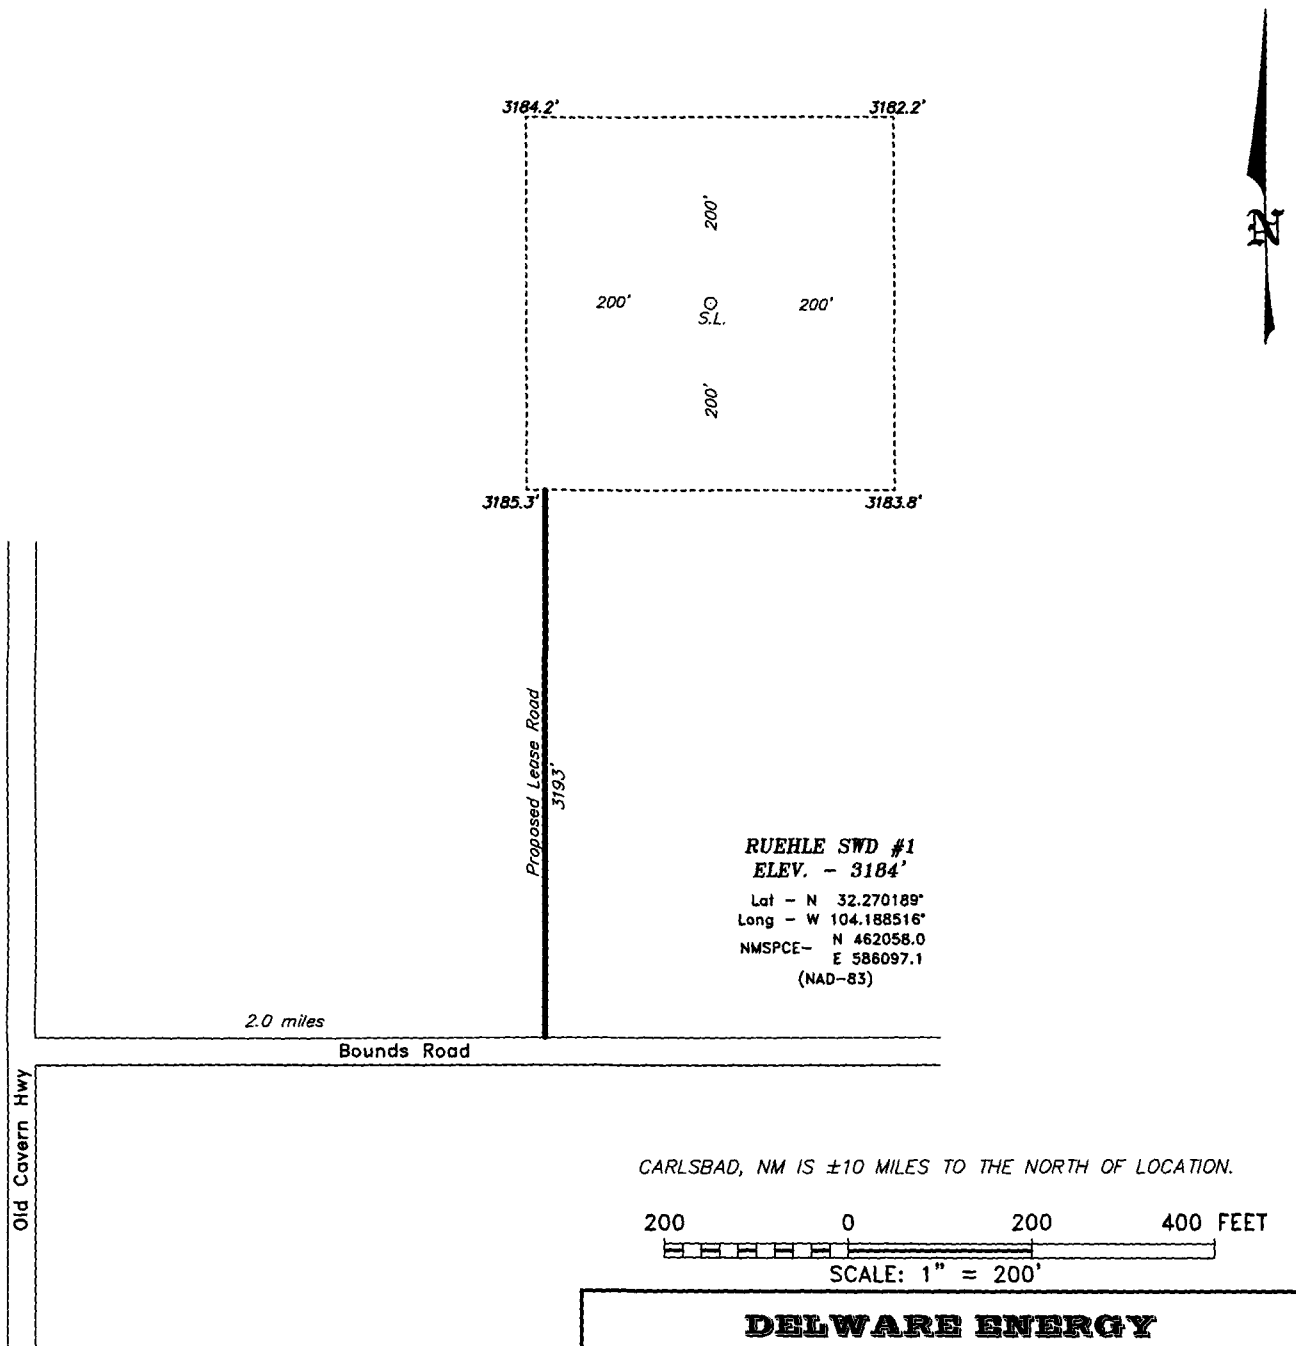 3184.2' 3182.2'
N
200'
200' 200'
S.L.
200'
3185.3' 3183.8'
Proposed Lease Road
3193'
RUEHLE SWD #1
ELEV. - 3184'
Lat - N 32.270189°
Long - W 104.188516°
NMSPCE- N 462058.0
E 586097.1
(NAD-83)
2.0 miles
Bounds Road
Old Cavern Hwy
CARLSBAD, NM IS ±10 MILES TO THE NORTH OF LOCATION.
200 0 200 400 FEET
SCALE: 1" = 200'
DELWARE ENERGY